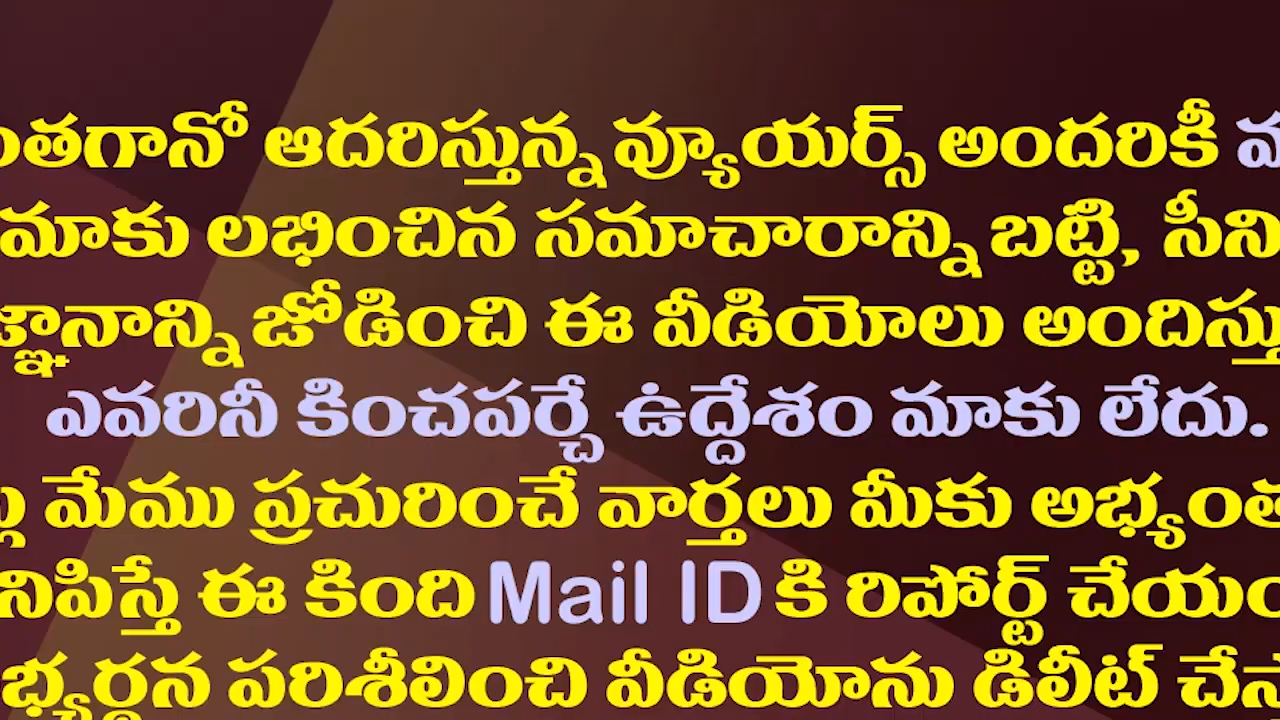 ంతగానో ఆదరిస్తున్న వ్యూయర్స్ అందరికీ
మాకు లభించిన సమాచారాన్ని బట్టి, సీని
జ్ఞానాన్ని జోడించి ఈ వీడియోలు అందిస్తు
ఎవరినీ కించపర్చే ఉద్దేశం మాకు లేదు.
మేము ప్రచురించే వార్తలు మీకు అభ్యంత
నిపిస్తే ఈ కింది Mail ID కి రిపోర్ట్ చేయం
భ్యర్థన పరిశీలించి వీడియోను డిలీట్ చేస